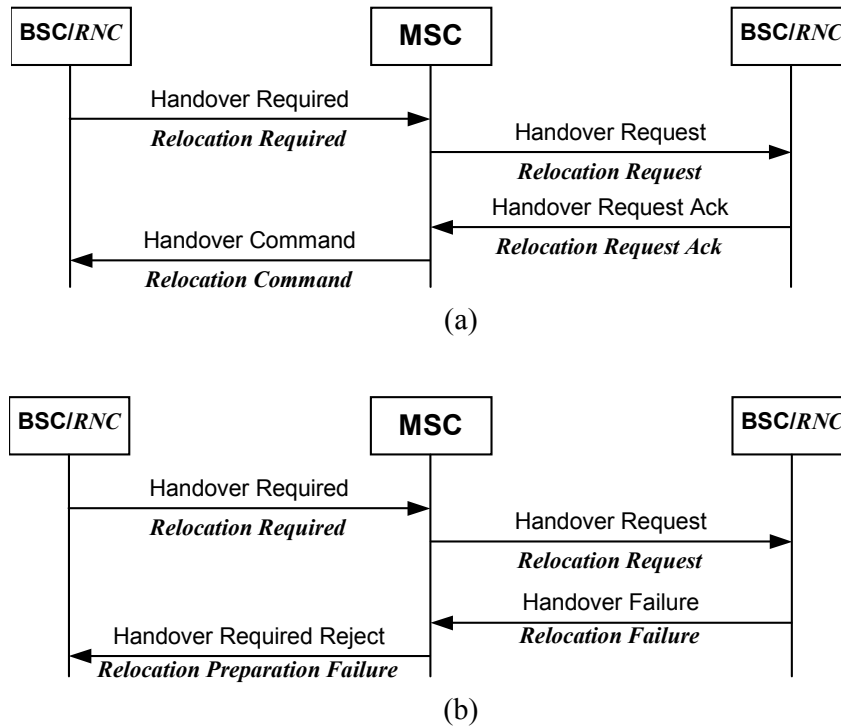 BSC/RNC
MSC
BSC/RNC
Handover Required
Relocation Required
Handover Request
Relocation Request
Handover Request Ack
Relocation Request Ack
Handover Command
Relocation Command
(a)
BSC/RNC
MSC
BSC/RNC
Handover Required
Relocation Required
Handover Request
Relocation Request
Handover Failure
Relocation Failure
Handover Required Reject
Relocation Preparation Failure
(b)